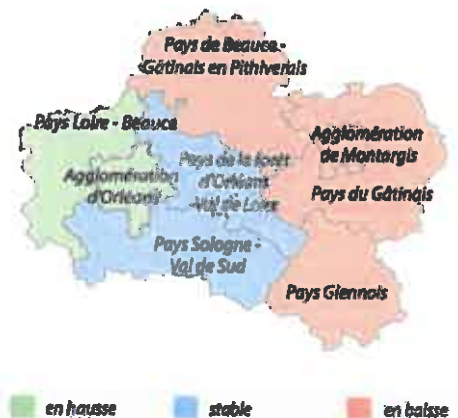 Pays de Beauce -
Gâtinais en Pithiverais
Pays Loire - Beauce
Agglomération
de Montargis
Agglomération
d'Orléans
Pays de la forêt
d'Orléans
-Val de Loire
Pays du Gâtinais
Pays Sologne -
Val de Sud
Pays Giennois
en hausse
stable
en baisse